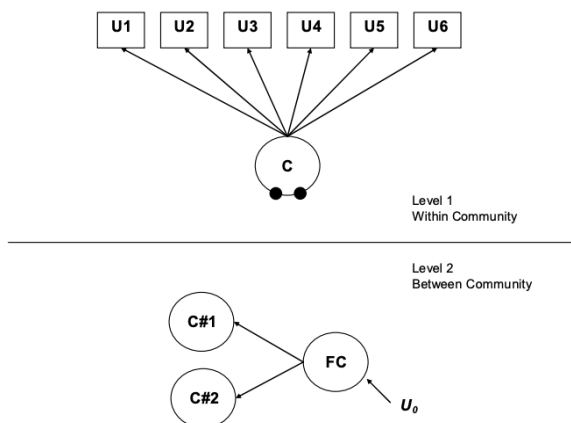 U1 U2 U3 U4 U5 U6
C
Level 1
Within Community
Level 2
Between Community
C#1
FC
C#2
U₀